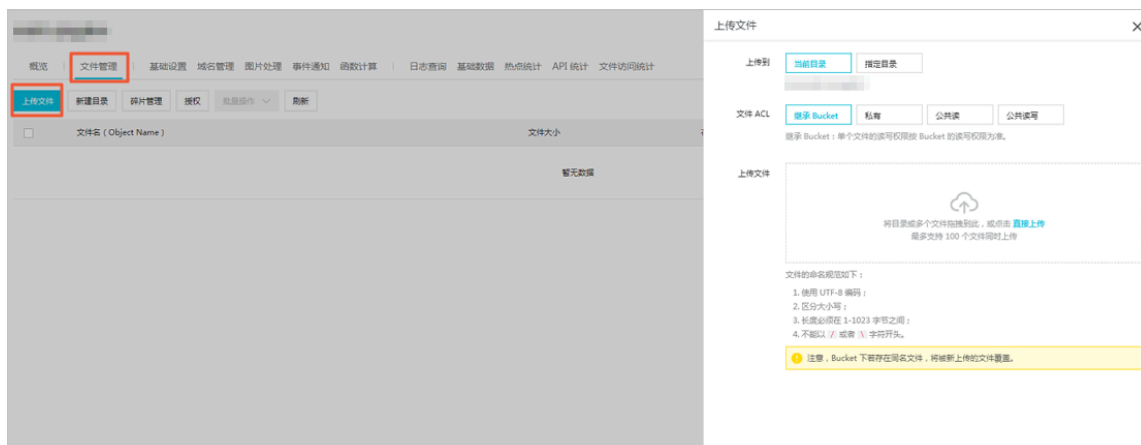 概览 文件管理 基础设置 域名管理 图片处理 事件通知 函数计算 日志查询 基础数据 热点统计 API 统计 文件访问统计
上传文件 新建目录 碎片管理 授权 批量操作 刷新
文件名 ( Object Name ) 文件大小
暂无数据
上传文件
上传到 当前目录 指定目录
文件 ACL 继承 Bucket 私有 公共读 公共读写
继承 Bucket：单个文件的读写权限按 Bucket 的读写权限为准。
上传文件
将目录或多个文件拖拽到此，或点击 直接上传
最多支持 100 个文件同时上传
文件的命名规范如下：
1. 使用 UTF-8 编码；
2. 区分大小写；
3. 长度必须在 1-1023 字节之间；
4. 不能以 / 或者 \ 字符开头。
注意，Bucket 下若存在同名文件，将被新上传的文件覆盖。